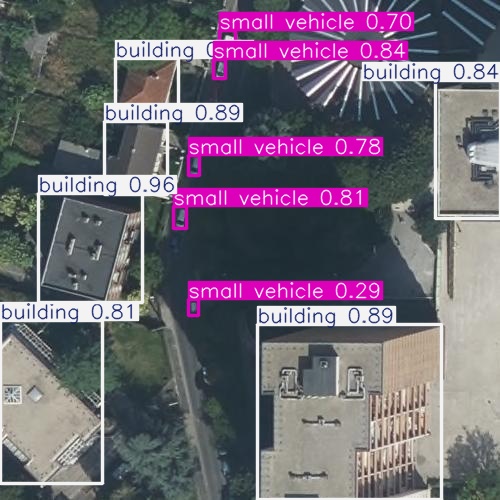 small vehicle 0.70
building 0
small vehicle 0.84
building 0.84
building 0.89
small vehicle 0.78
building 0.96
small vehicle 0.81
small vehicle 0.29
building 0.81
building 0.89